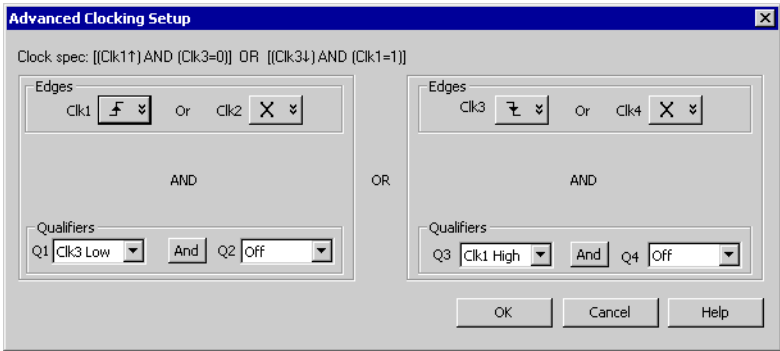 Advanced Clocking Setup
Clock spec: [(Clk1↑) AND (Clk3=0)] OR [(Clk3↓) AND (Clk1=1)]
Edges
Clk1 Or Clk2 X
AND
Qualifiers
Q1 Clk3 Low And Q2 Off
OR
Edges
Clk3 Or Clk4 X
AND
Qualifiers
Q3 Clk1 High And Q4 Off
OK Cancel Help